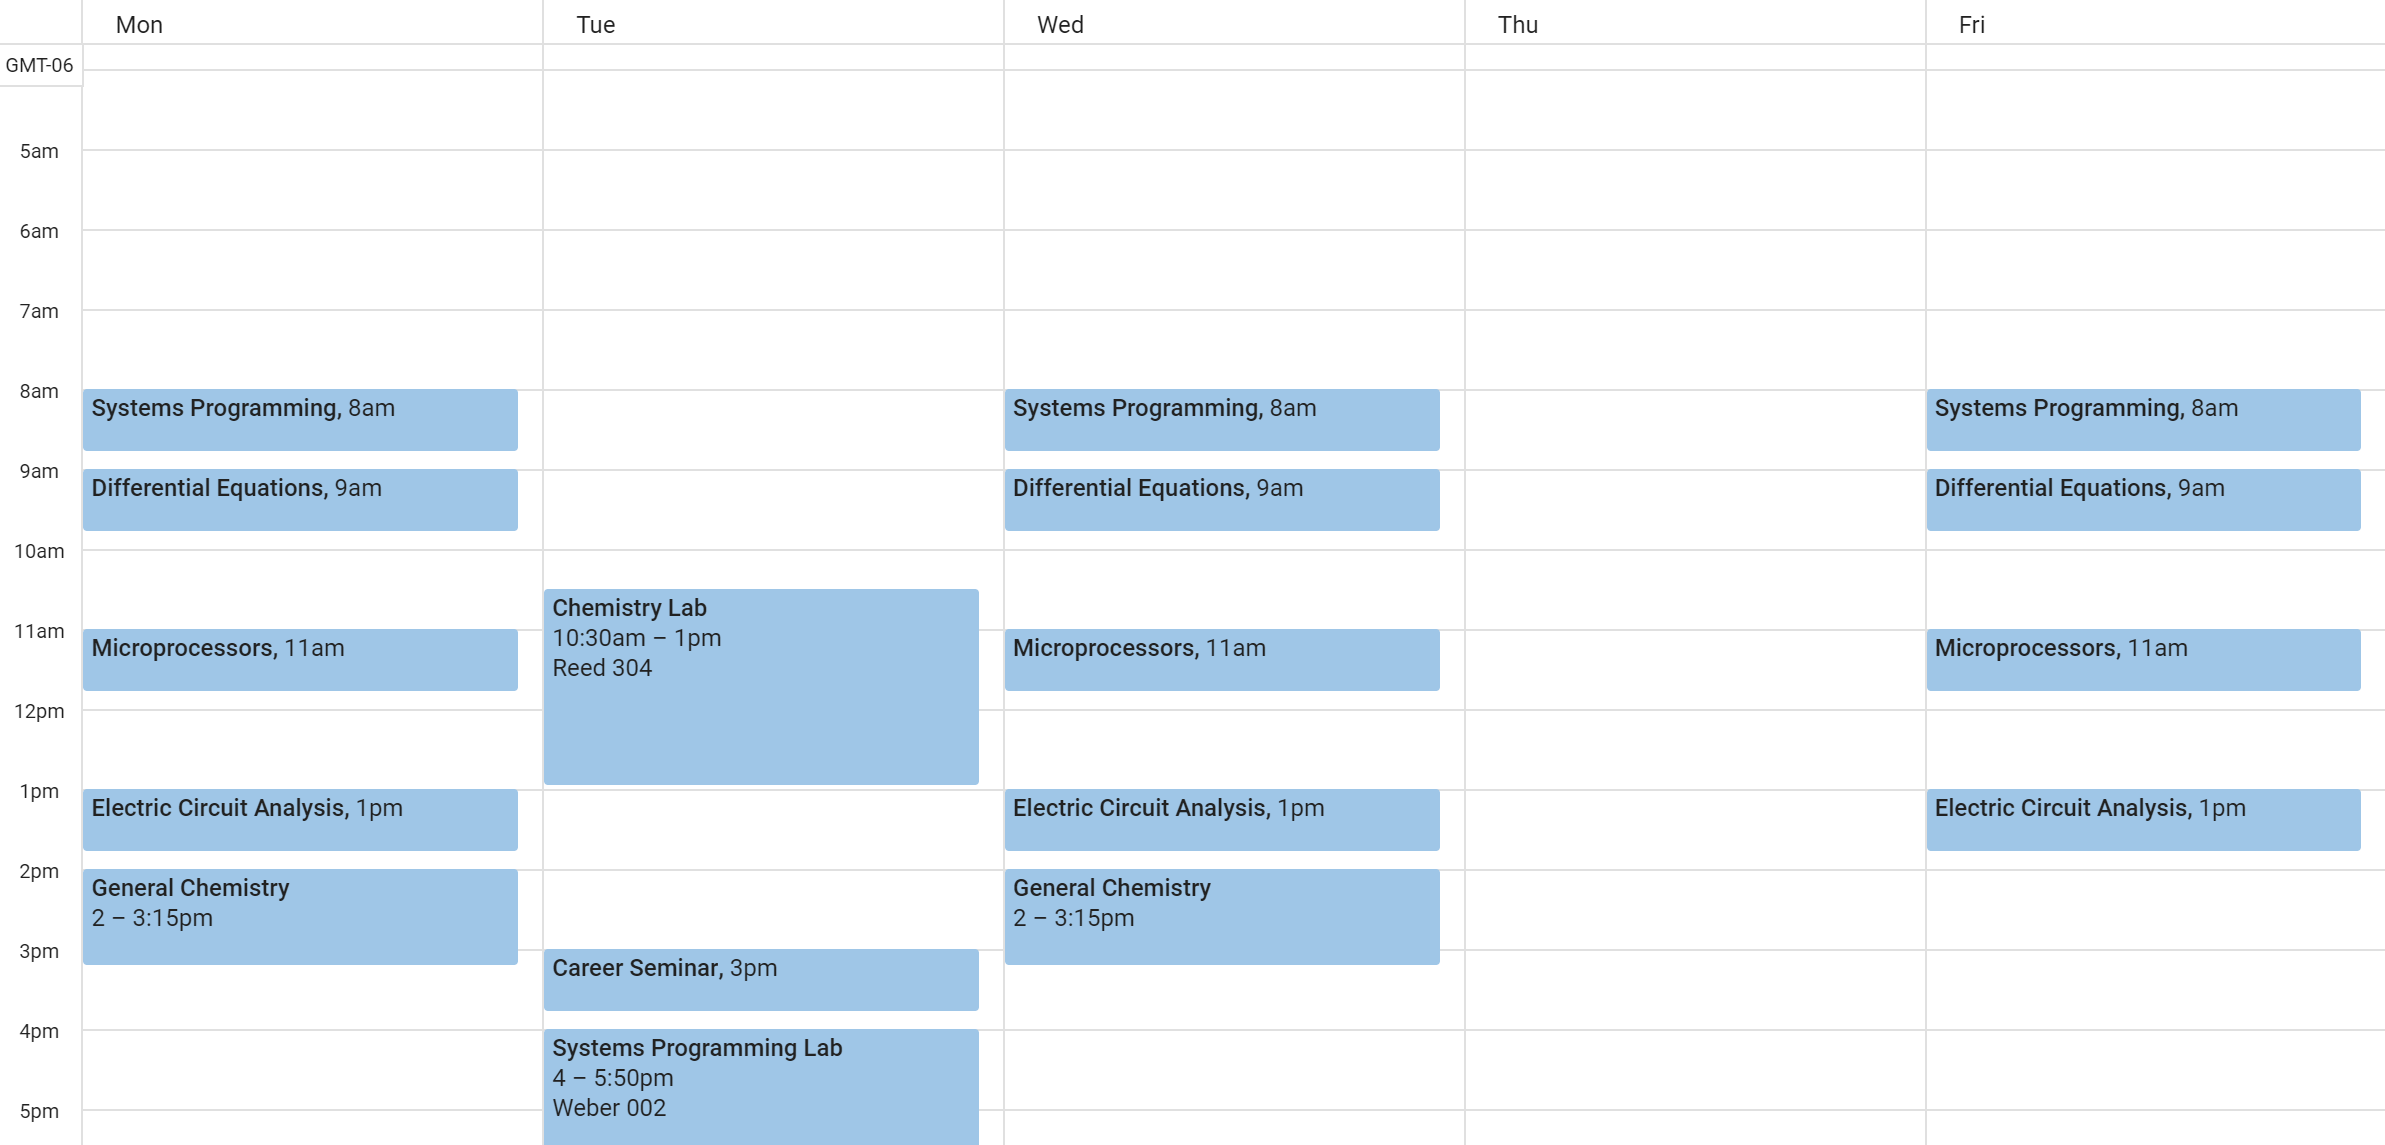 Mon
Tue
Wed
Thu
Fri
GMT-06
5am
6am
7am
8am
Systems Programming, 8am
Systems Programming, 8am
Systems Programming, 8am
9am
Differential Equations, 9am
Differential Equations, 9am
Differential Equations, 9am
10am
Chemistry Lab
10:30am – 1pm
Reed 304
11am
Microprocessors, 11am
Microprocessors, 11am
Microprocessors, 11am
12pm
1pm
Electric Circuit Analysis, 1pm
Electric Circuit Analysis, 1pm
Electric Circuit Analysis, 1pm
2pm
General Chemistry
2 – 3:15pm
General Chemistry
2 – 3:15pm
3pm
Career Seminar, 3pm
4pm
Systems Programming Lab
4 – 5:50pm
Weber 002
5pm